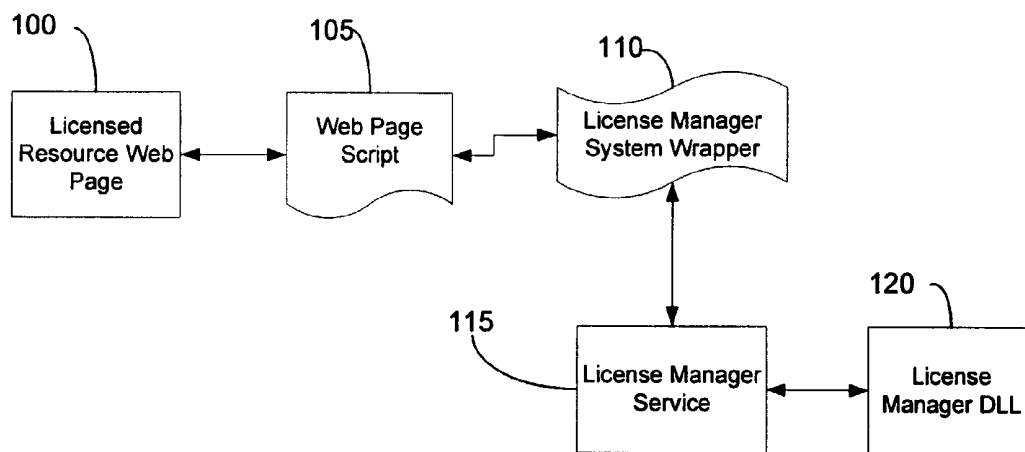 100
105
110
Licensed
Resource Web
Page
Web Page
Script
License Manager
System Wrapper
115
120
License Manager
Service
License
Manager DLL